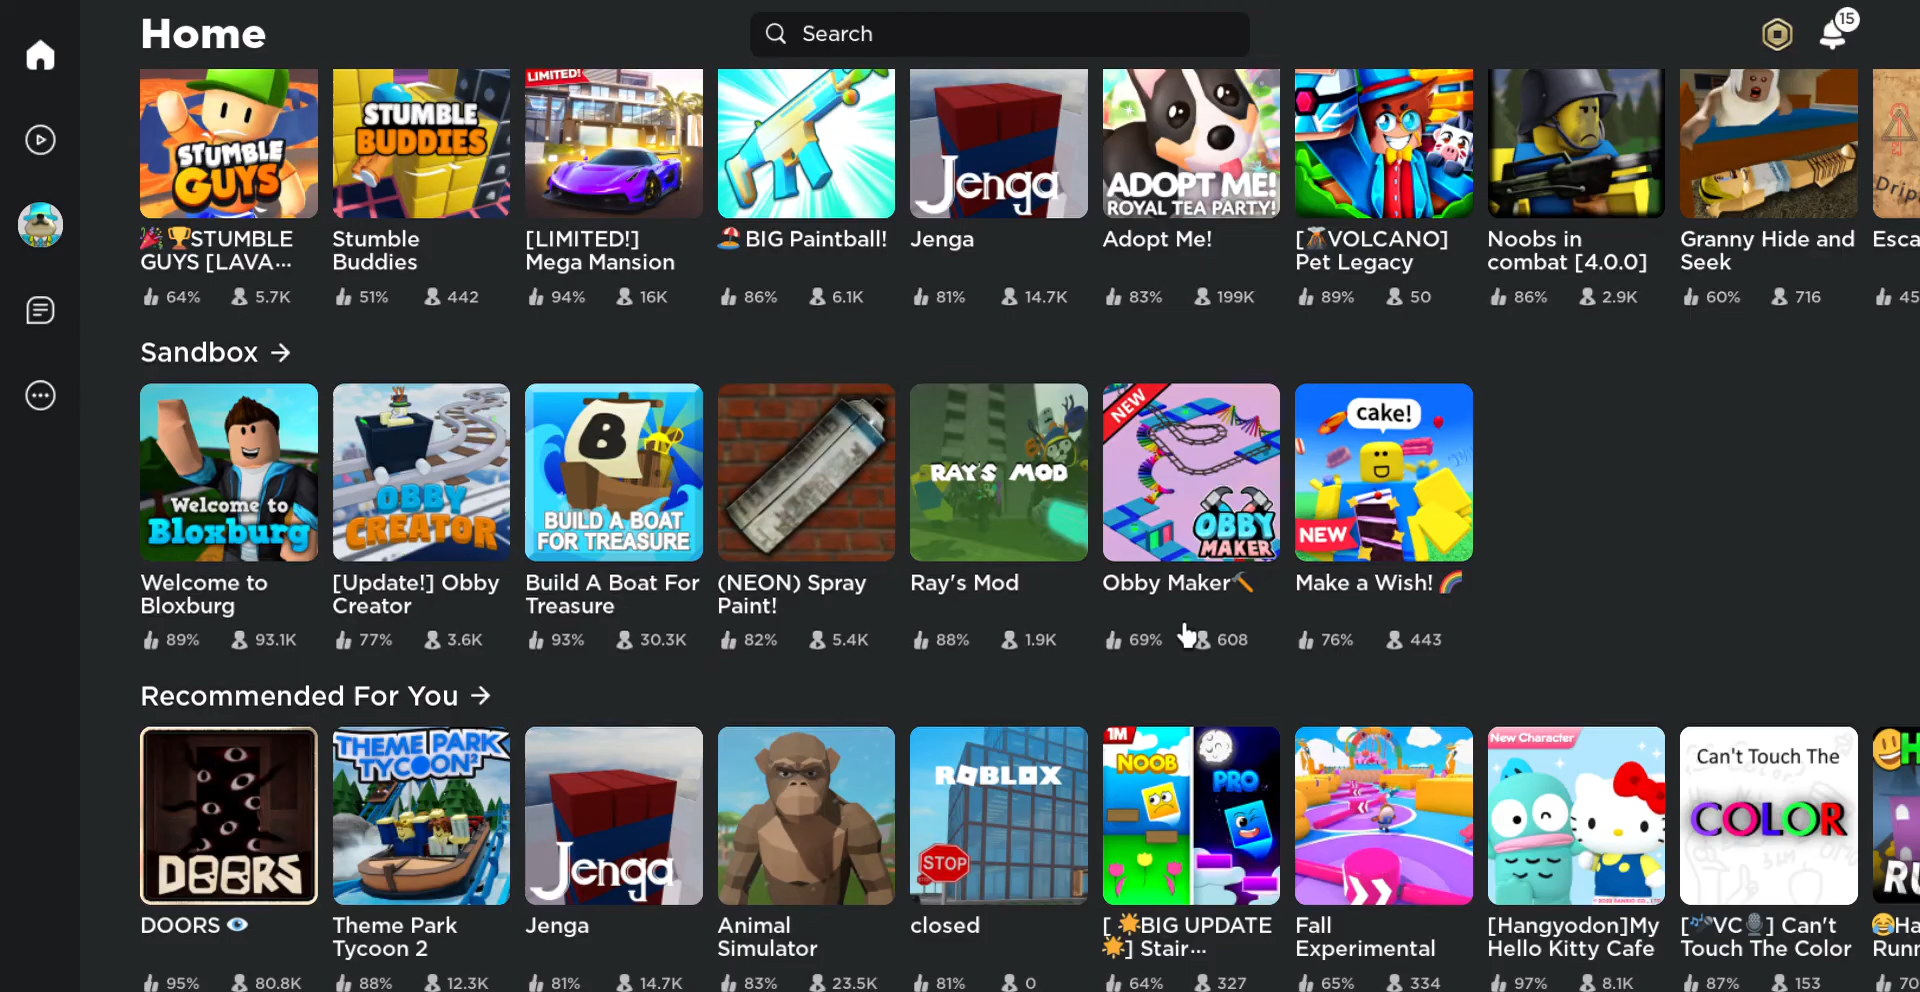 Home
Search
15
STUMBLE
GUYS
STUMBLE
BUDDIES
LIMITED!
Jenga
ADOPT ME!
ROYAL TEA PARTY!
Drip
🎉🏆STUMBLE
GUYS [LAVA...
Stumble
Buddies
[LIMITED!]
Mega Mansion
🏖️BIG Paintball!
Jenga
Adopt Me!
[🌋VOLCANO]
Pet Legacy
Noobs in
combat [4.0.0]
Granny Hide and
Seek
Esca
64% 5.7K
51% 442
94% 16K
86% 6.1K
81% 14.7K
83% 199K
89% 50
86% 2.9K
60% 716
45
Sandbox →
Welcome to
Bloxburg
OBBY
CREATOR
B
BUILD A BOAT
FOR TREASURE
RAY'S MOD
NEW
OBBY
MAKER
cake!
NEW
Welcome to
Bloxburg
[Update!] Obby
Creator
Build A Boat For
Treasure
(NEON) Spray
Paint!
Ray's Mod
Obby Maker🔨
Make a Wish! 🌈
89% 93.1K
77% 3.6K
93% 30.3K
82% 5.4K
88% 1.9K
69% 608
76% 443
Recommended For You →
DOORS
THEME PARK
TYCOON 2
Jenga
ROBLOX
STOP
1M
NOOB
PRO
New Character
Can't Touch The
COLOR
H
RU
DOORS 👁️
Theme Park
Tycoon 2
Jenga
Animal
Simulator
closed
[ 🌟BIG UPDATE
🌟] Stair...
Fall
Experimental
[Hangyodon]My
Hello Kitty Cafe
[🎤VC🎙️] Can't
Touch The Color
😂Ha
Runn
95% 80.8K
88% 12.3K
81% 14.7K
83% 23.5K
81% 0
64% 327
65% 334
97% 8.1K
87% 153
70